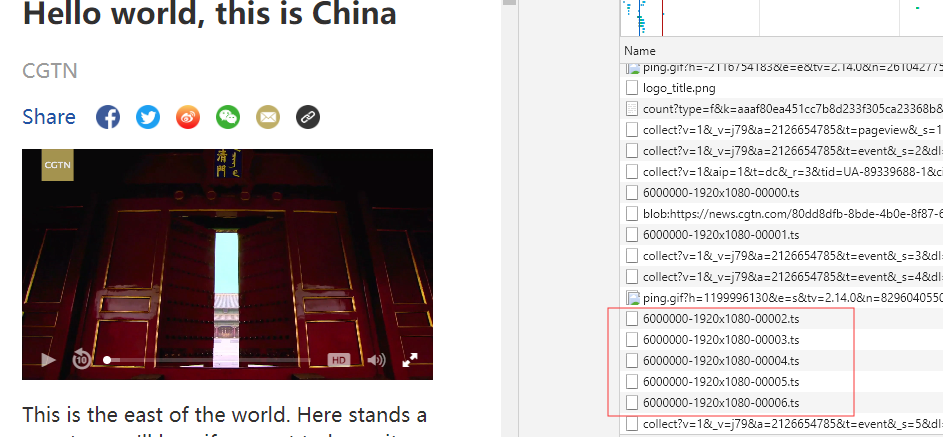 Hello world, this is China
CGTN
Share
CGTN
清門
10
HD
This is the east of the world. Here stands a
Name
ping.gif?h=-2116754183&e=e&tv=2.14.0&n=261042775
logo_title.png
count?type=f&k=aaaf80ea451cc7b8d233f305ca23368b&
collect?v=1&_v=j79&a=2126654785&t=pageview&_s=1
collect?v=1&_v=j79&a=2126654785&t=event&_s=2&dl=
collect?v=1&aip=1&t=dc&_r=3&tid=UA-89339688-1&ci
6000000-1920x1080-00000.ts
blob:https://news.cgtn.com/80dd8dfb-8bde-4b0e-8f87-6
6000000-1920x1080-00001.ts
collect?v=1&_v=j79&a=2126654785&t=event&_s=3&dl=
collect?v=1&_v=j79&a=2126654785&t=event&_s=4&dl=
ping.gif?h=1199996130&e=s&tv=2.14.0&n=8296040550
6000000-1920x1080-00002.ts
6000000-1920x1080-00003.ts
6000000-1920x1080-00004.ts
6000000-1920x1080-00005.ts
6000000-1920x1080-00006.ts
collect?v=1&_v=j79&a=2126654785&t=event&_s=5&dl=